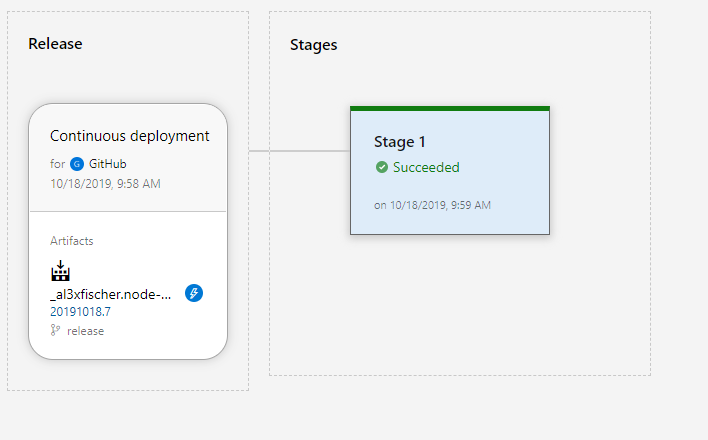 Release
Continuous deployment
for G GitHub
10/18/2019, 9:58 AM
Artifacts
_al3xfischer.node-...
20191018.7
release
Stages
Stage 1
Succeeded
on 10/18/2019, 9:59 AM